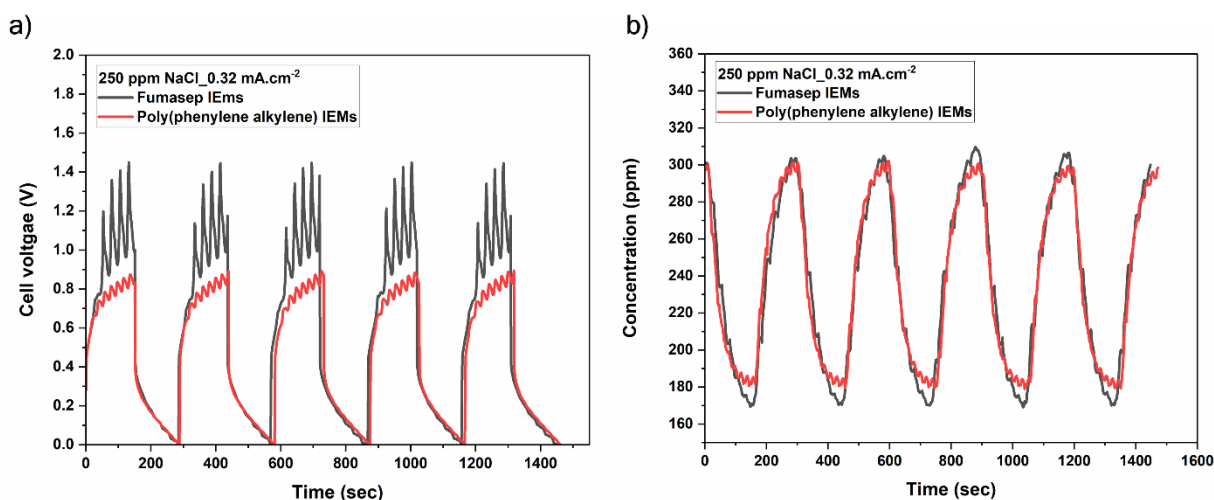 a)
2.0
1.8
1.6
1.4
1.2
1.0
0.8
0.6
0.4
0.2
0.0
Cell voltgae (V)
250 ppm NaCl_0.32 mA.cm-2
Fumasep IEms
Poly(phenylene alkylene) IEMs
0 200 400 600 800 1000 1200 1400
Time (sec)
b)
360
340
320
300
280
260
240
220
200
180
160
Concentration (ppm)
250 ppm NaCl_0.32 mA.cm-2
Fumasep IEMs
Poly(phenylene alkylene) IEMs
0 200 400 600 800 1000 1200 1400 1600
Time (sec)